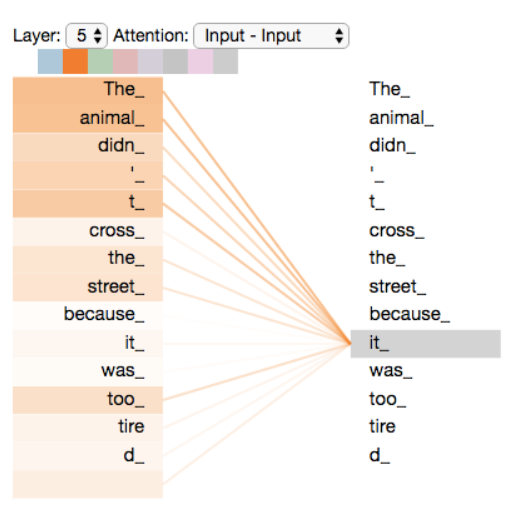 Layer: 5 Attention: Input - Input
The_ The_
animal_ animal_
didn_ didn_
'_ '_
t_ t_
cross_ cross_
the_ the_
street_ street_
because_ because_
it_ it_
was_ was_
too_ too_
tire tire
d_ d_